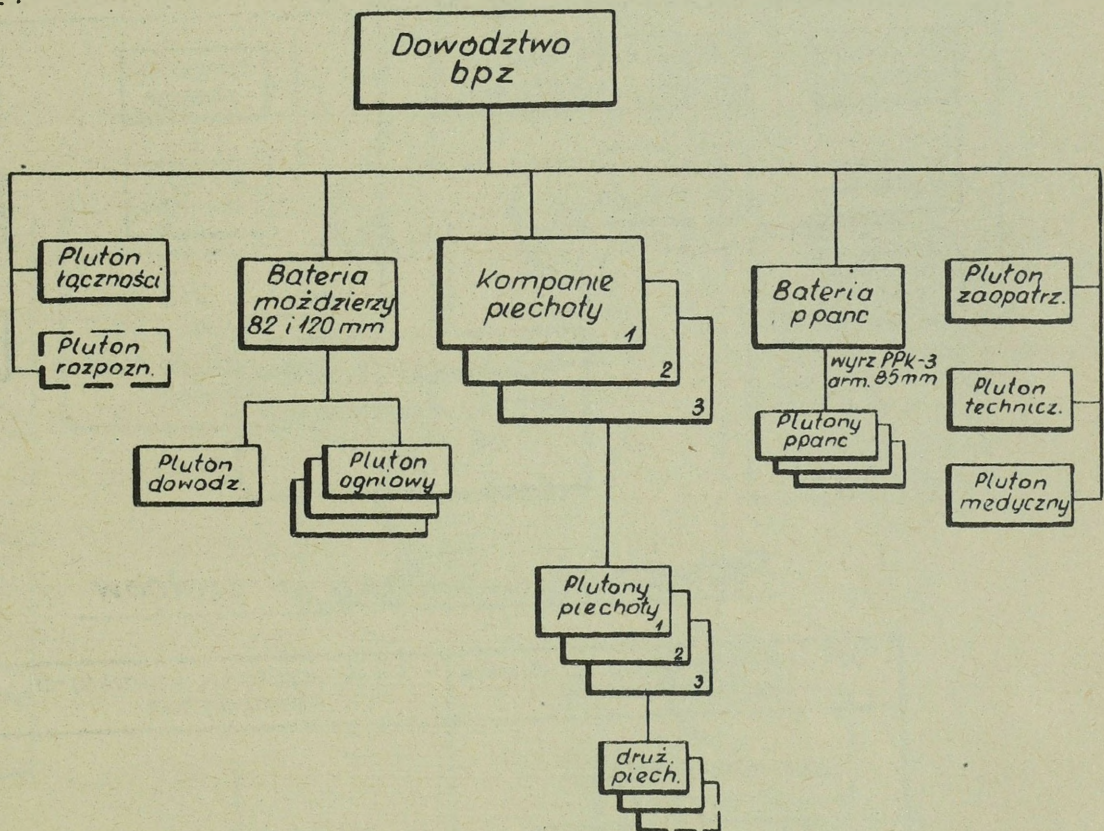 Dowództwo
bpz
Pluton
łączności
Pluton
rozpozn.
Bateria
moździerzy
82 i 120 mm
Kompanie
piechoty
1
2
3
Bateria
ppanc
wyrz PPk-3
arm. 85mm
Pluton
zaopatrz.
Pluton
technicz.
Pluton
medyczny
Pluton
dowodz.
Pluton
ogniowy
Plutony
ppanc
Plutony
piechoty
1
2
3
druż.
piech.